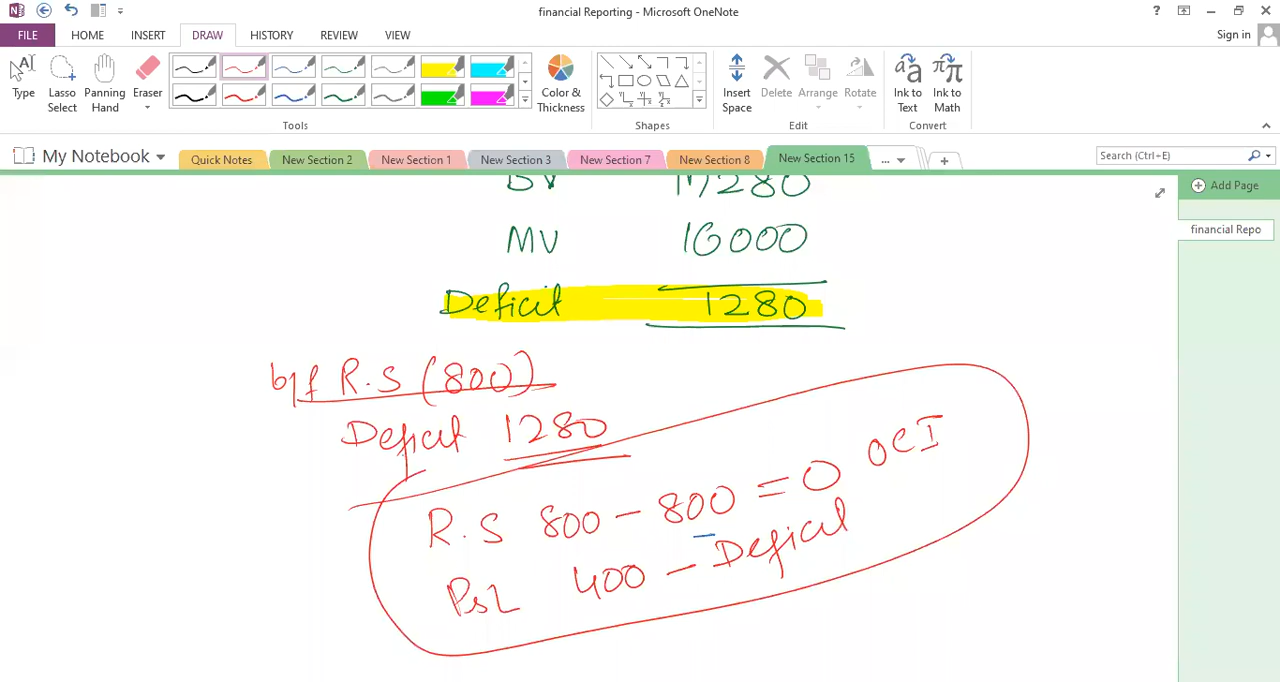 financial Reporting - Microsoft OneNote
?
FILE HOME INSERT DRAW HISTORY REVIEW VIEW
Sign in
Type
Lasso Select
Panning Hand
Eraser
Color & Thickness
Insert Space
Delete
Arrange
Rotate
Ink to Text
Ink to Math
Tools
Shapes
Edit
Convert
My Notebook
Quick Notes New Section 2 New Section 1 New Section 3 New Section 7 New Section 8 New Section 15 ... +
Search (Ctrl+E)
Add Page
financial Repo
BV 17280
MV 16000
Deficit 1280
b/f R.S (800)
Deficit 1280
R.S 800 - 800 = 0 OCI
P&L 400 - Deficit